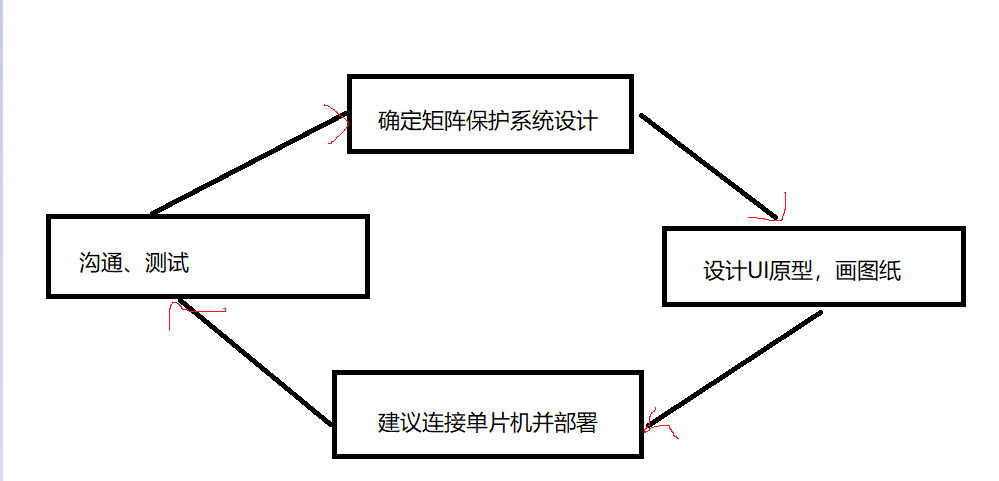 确定矩阵保护系统设计
沟通、测试
设计UI原型，画图纸
建议连接单片机并部署